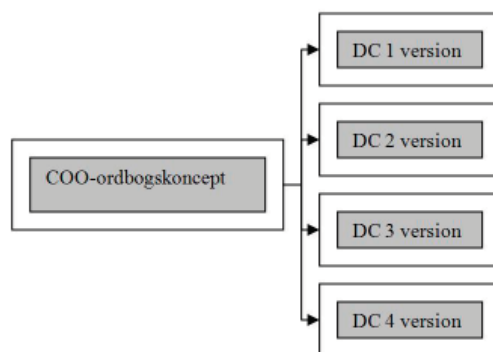 DC 1 version
DC 2 version
COO-ordbogskoncept
DC 3 version
DC 4 version